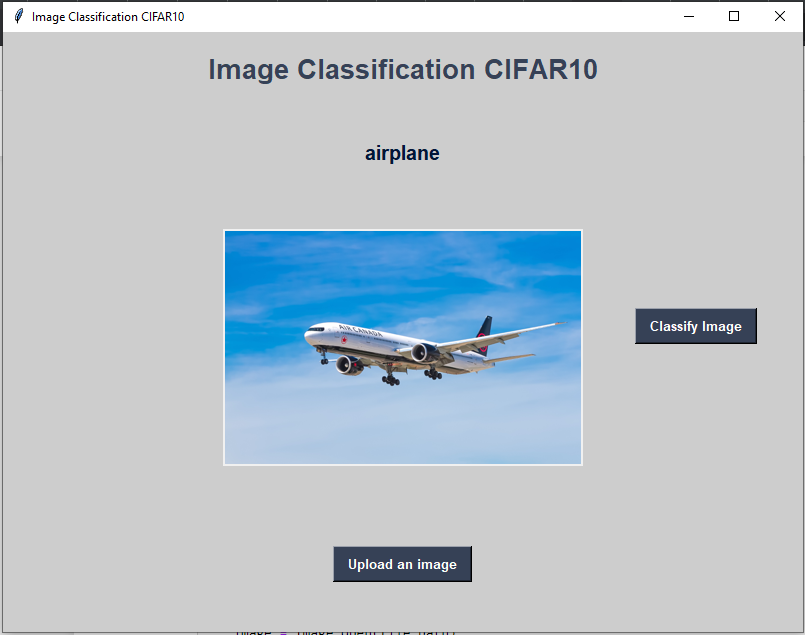 Image Classification CIFAR10
Image Classification CIFAR10
airplane
AIR CANADA
Classify Image
Upload an image